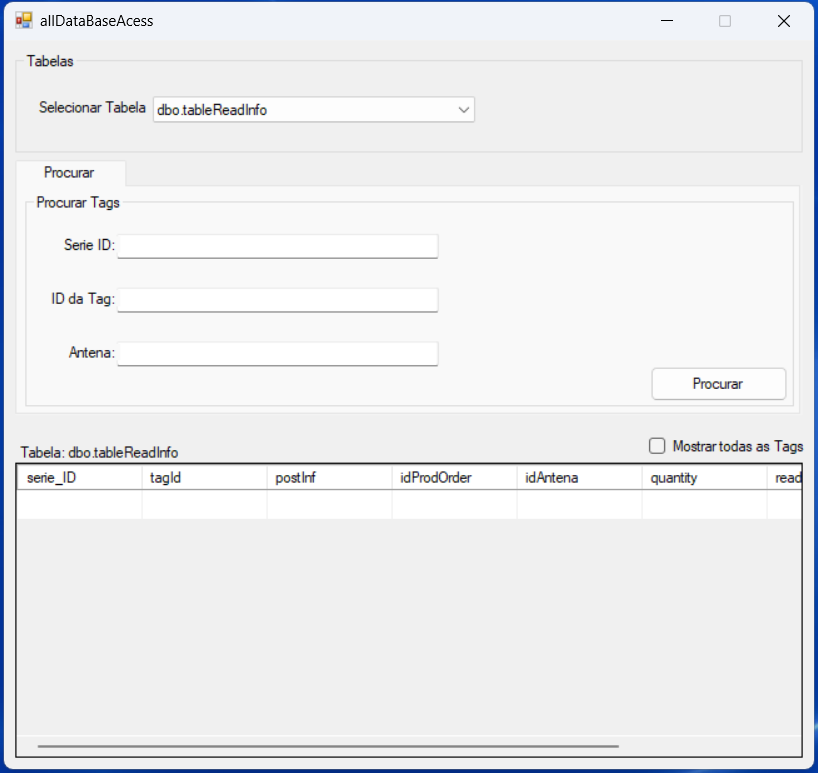 allDataBaseAcess
Tabelas
Selecionar Tabela dbo.tableReadInfo
Procurar
Procurar Tags
Serie ID:
ID da Tag:
Antena:
Procurar
Mostrar todas as Tags
Tabela: dbo.tableReadInfo
serie_ID tagId postInf idProdOrder idAntena quantity read